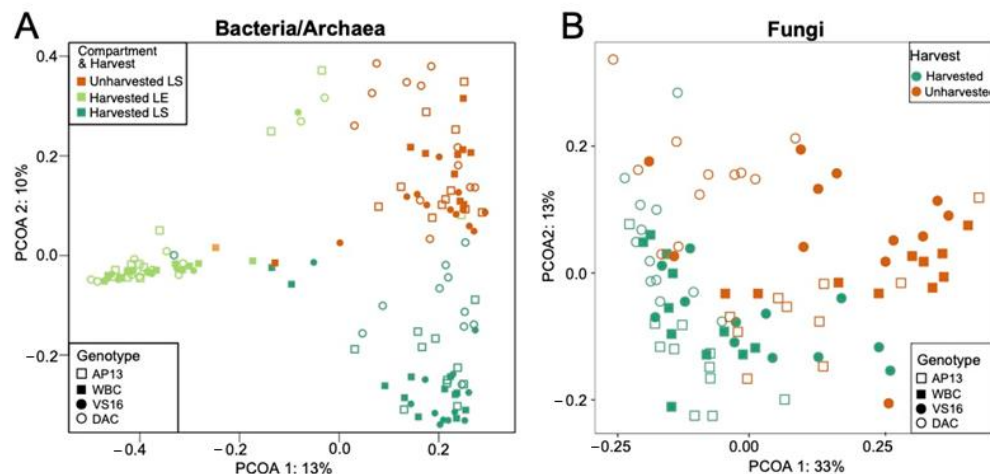 A
Bacteria/Archaea
Compartment
& Harvest
Unharvested LS
Harvested LE
Harvested LS
0.4
0.2
0.0
−0.2
PCOA 2: 10%
Genotype
AP13
WBC
VS16
DAC
−0.4
−0.2
0.0
0.2
PCOA 1: 13%
B
Fungi
Harvest
Harvested
Unharvested
0.2
0.0
−0.2
PCOA2: 13%
Genotype
AP13
WBC
VS16
DAC
-0.25
0.00
0.25
PCOA 1: 33%